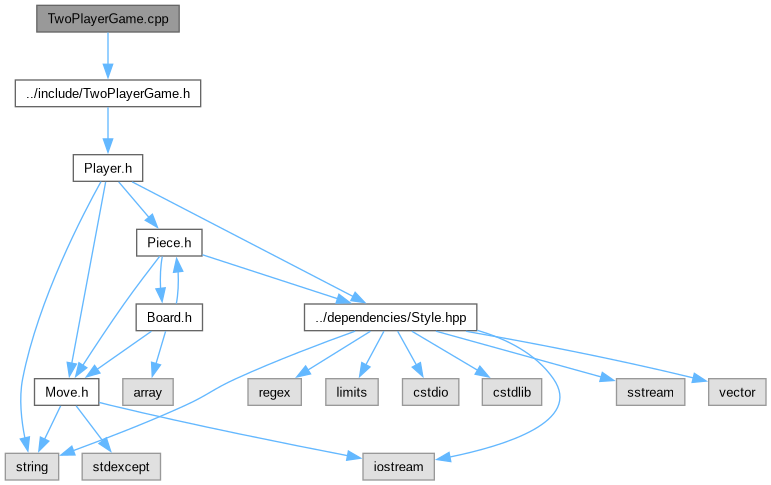 TwoPlayerGame.cpp
../include/TwoPlayerGame.h
Player.h
Piece.h
Board.h
../dependencies/Style.hpp
Move.h
array
regex
limits
cstdio
cstdlib
sstream
vector
string
stdexcept
iostream